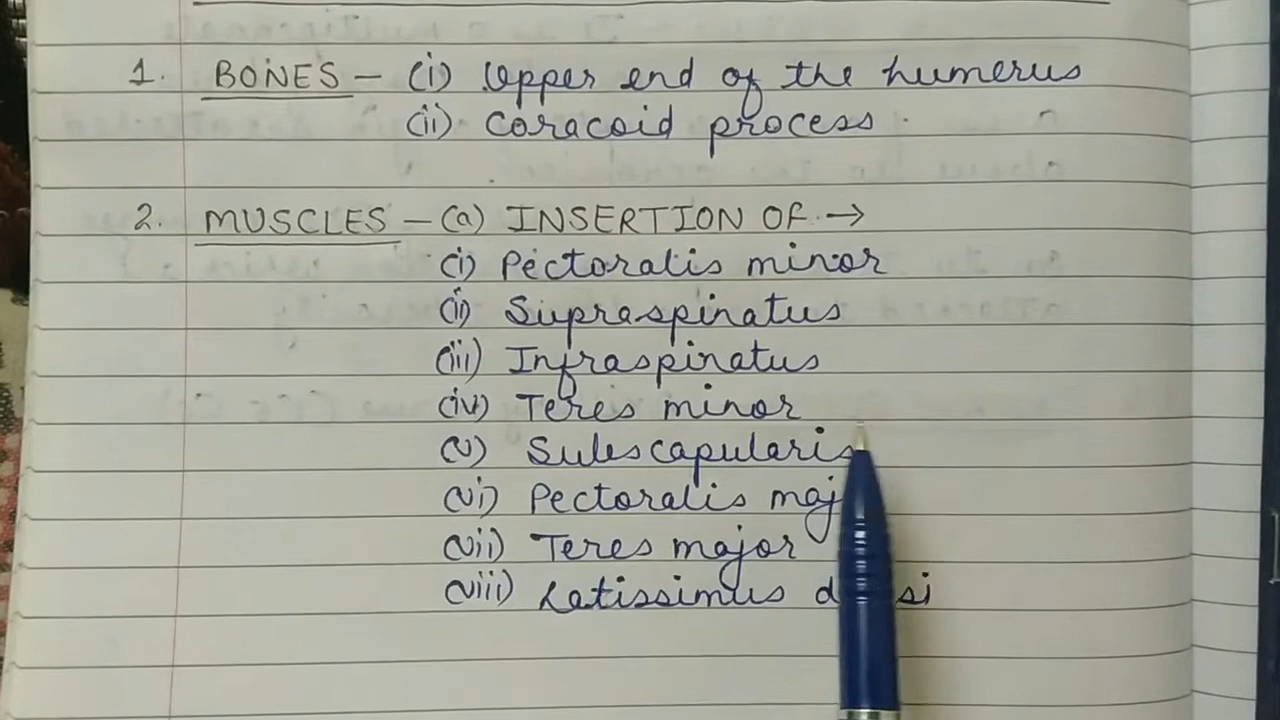 1. BONES – (i) Upper end of the humerus
(ii) Coracoid process
2. MUSCLES – (a) INSERTION OF →
(i) Pectoralis minor
(ii) Supraspinatus
(iii) Infraspinatus
(iv) Teres minor
(v) Subscapularis
(vi) Pectoralis maj
(vii) Teres major
(viii) Latissimus d si